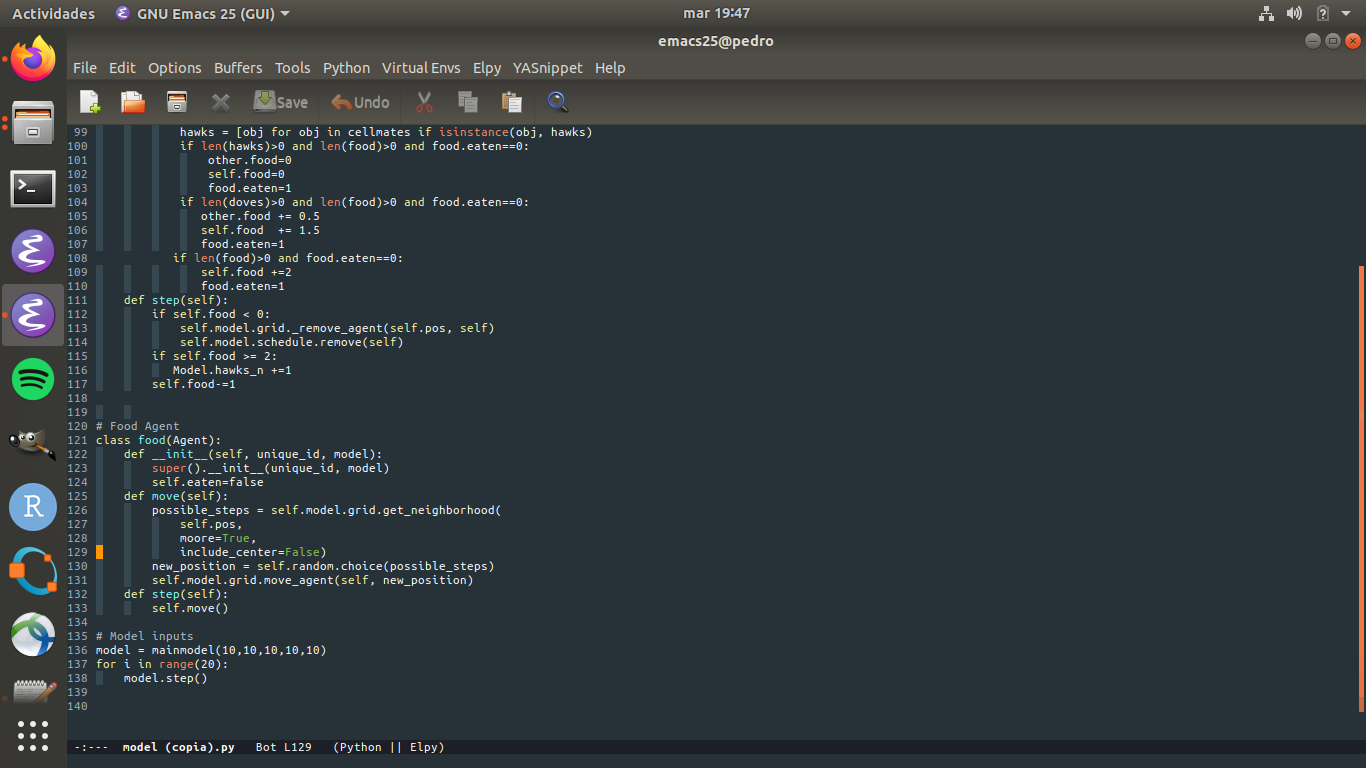 Actividades GNU Emacs 25 (GUI) mar 19:47
emacs25@pedro
File Edit Options Buffers Tools Python Virtual Envs Elpy YASnippet Help
Save Undo
99 hawks = [obj for obj in cellmates if isinstance(obj, hawks)
100 if len(hawks)>0 and len(food)>0 and food.eaten==0:
101 other.food=0
102 self.food=0
103 food.eaten=1
104 if len(doves)>0 and len(food)>0 and food.eaten==0:
105 other.food += 0.5
106 self.food  += 1.5
107 food.eaten=1
108 if len(food)>0 and food.eaten==0:
109 self.food +=2
110 food.eaten=1
111 def step(self):
112 if self.food < 0:
113 self.model.grid._remove_agent(self.pos, self)
114 self.model.schedule.remove(self)
115 if self.food >= 2:
116 Model.hawks_n +=1
117 self.food-=1
118
119
120 # Food Agent
121 class food(Agent):
122 def __init__(self, unique_id, model):
123 super().__init__(unique_id, model)
124 self.eaten=false
125 def move(self):
126 possible_steps = self.model.grid.get_neighborhood(
127 self.pos,
128 moore=True,
129 include_center=False)
130 new_position = self.random.choice(possible_steps)
131 self.model.grid.move_agent(self, new_position)
132 def step(self):
133 self.move()
134
135 # Model inputs
136 model = mainmodel(10,10,10,10,10)
137 for i in range(20):
138 model.step()
139
140
-:--- model (copia).py Bot L129 (Python || Elpy)
R